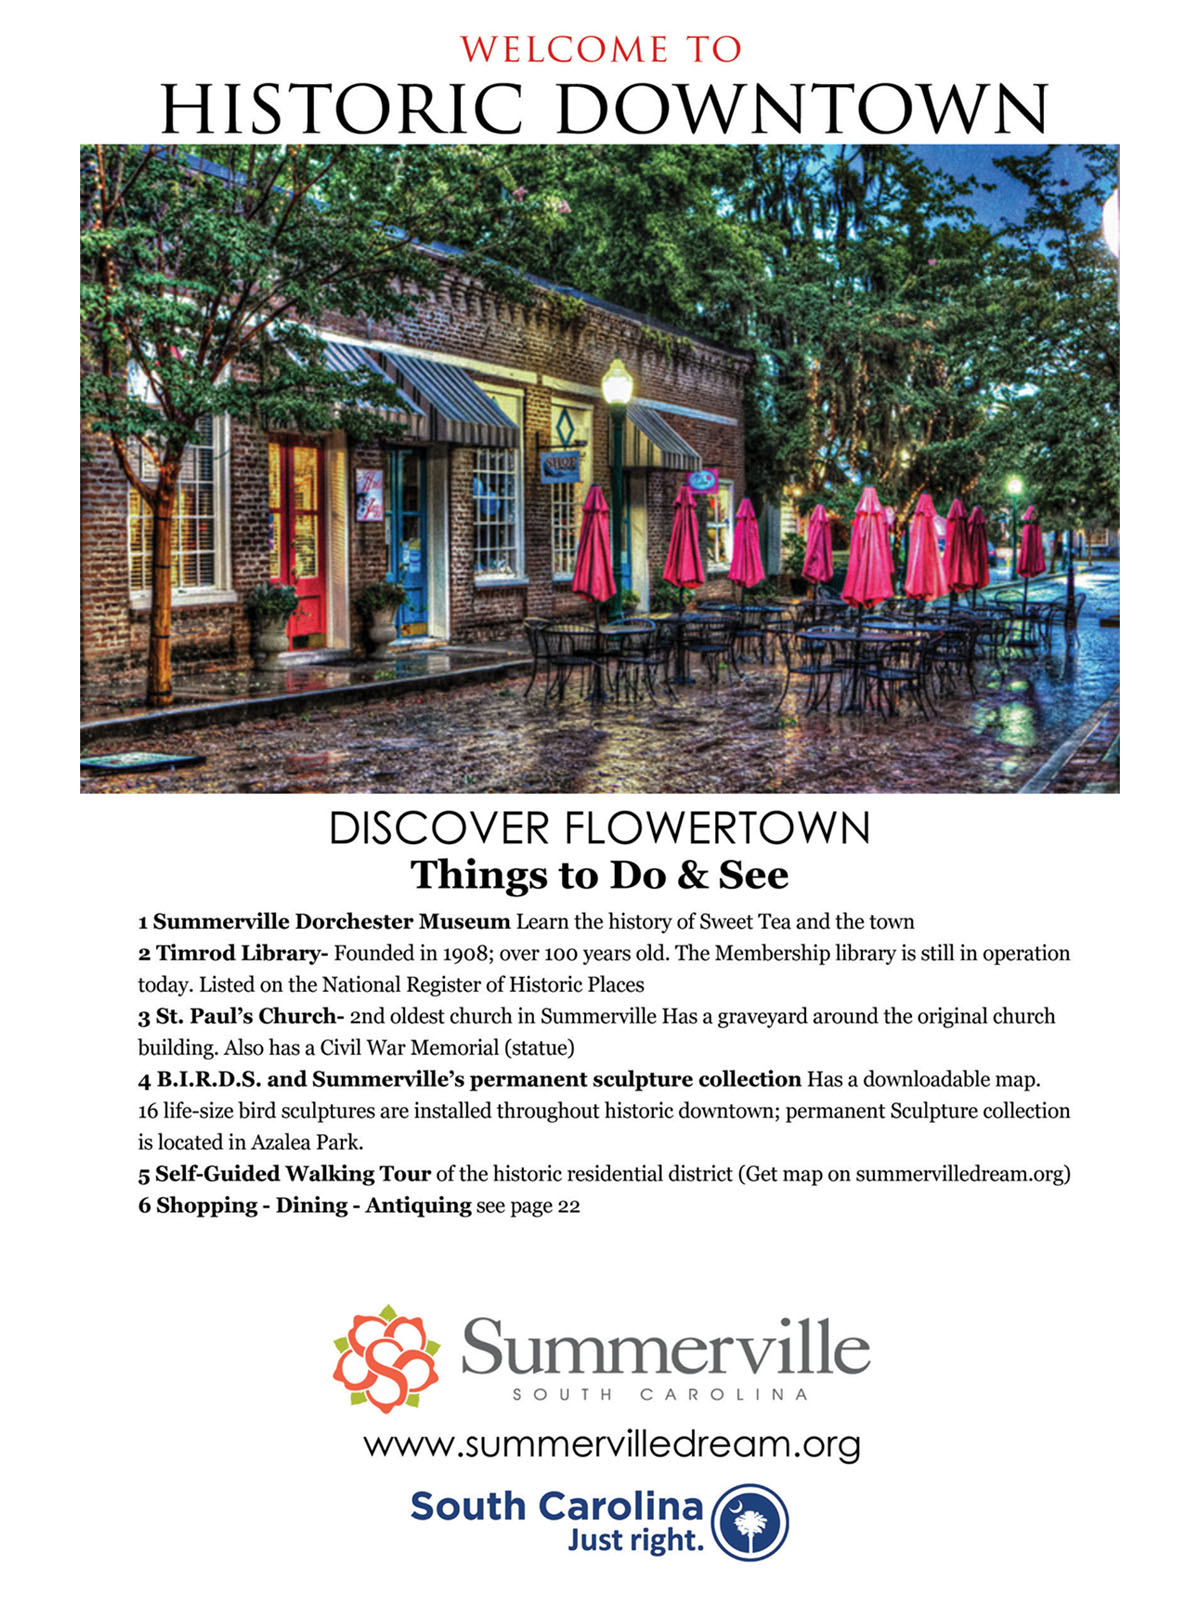 WELCOME TO
HISTORIC DOWNTOWN
DISCOVER FLOWERTOWN
Things to Do & See
1 Summerville Dorchester Museum Learn the history of Sweet Tea and the town
2 Timrod Library- Founded in 1908; over 100 years old. The Membership library is still in operation
today. Listed on the National Register of Historic Places
3 St. Paul's Church- 2nd oldest church in Summerville Has a graveyard around the original church
building. Also has a Civil War Memorial (statue)
4 B.I.R.D.S. and Summerville's permanent sculpture collection Has a downloadable map.
16 life-size bird sculptures are installed throughout historic downtown; permanent Sculpture collection
is located in Azalea Park.
5 Self-Guided Walking Tour of the historic residential district (Get map on summervilledream.org)
6 Shopping - Dining - Antiquing see page 22
Summerville
SOUTH CAROLINA
www.summervilledream.org
South Carolina
Just right.